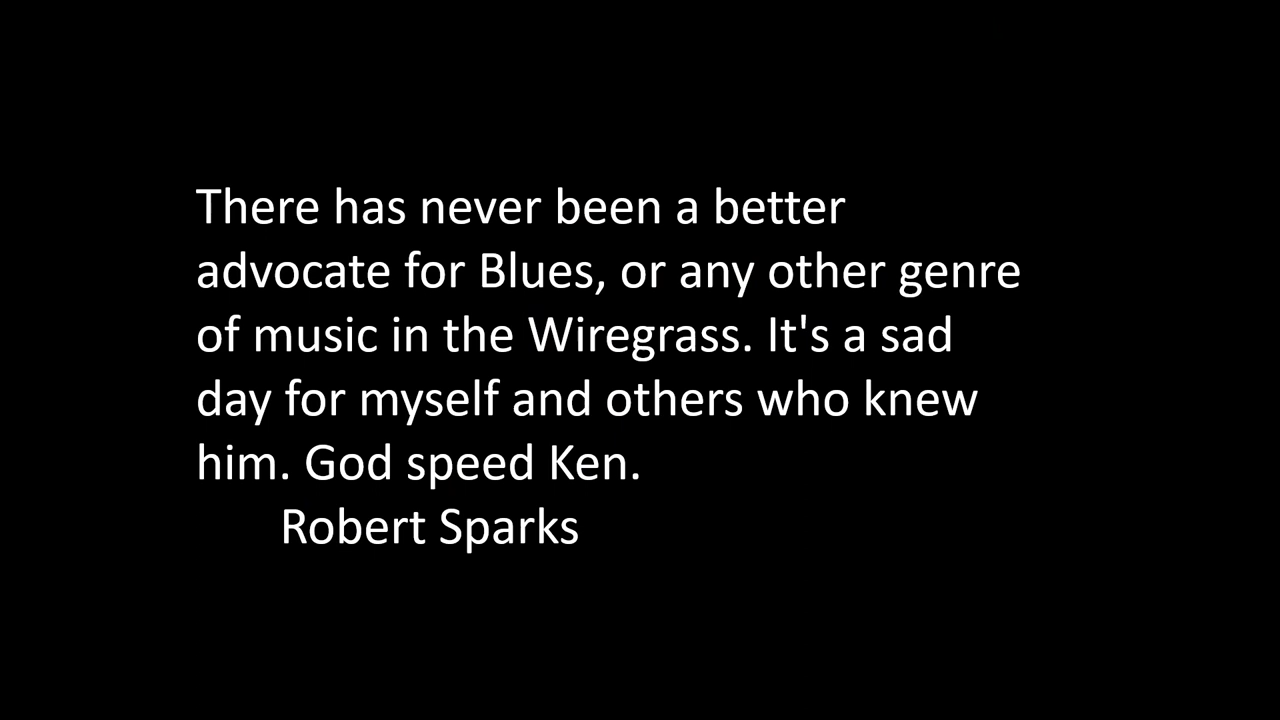 There has never been a better
advocate for Blues, or any other genre
of music in the Wiregrass. It's a sad
day for myself and others who knew
him. God speed Ken.
Robert Sparks